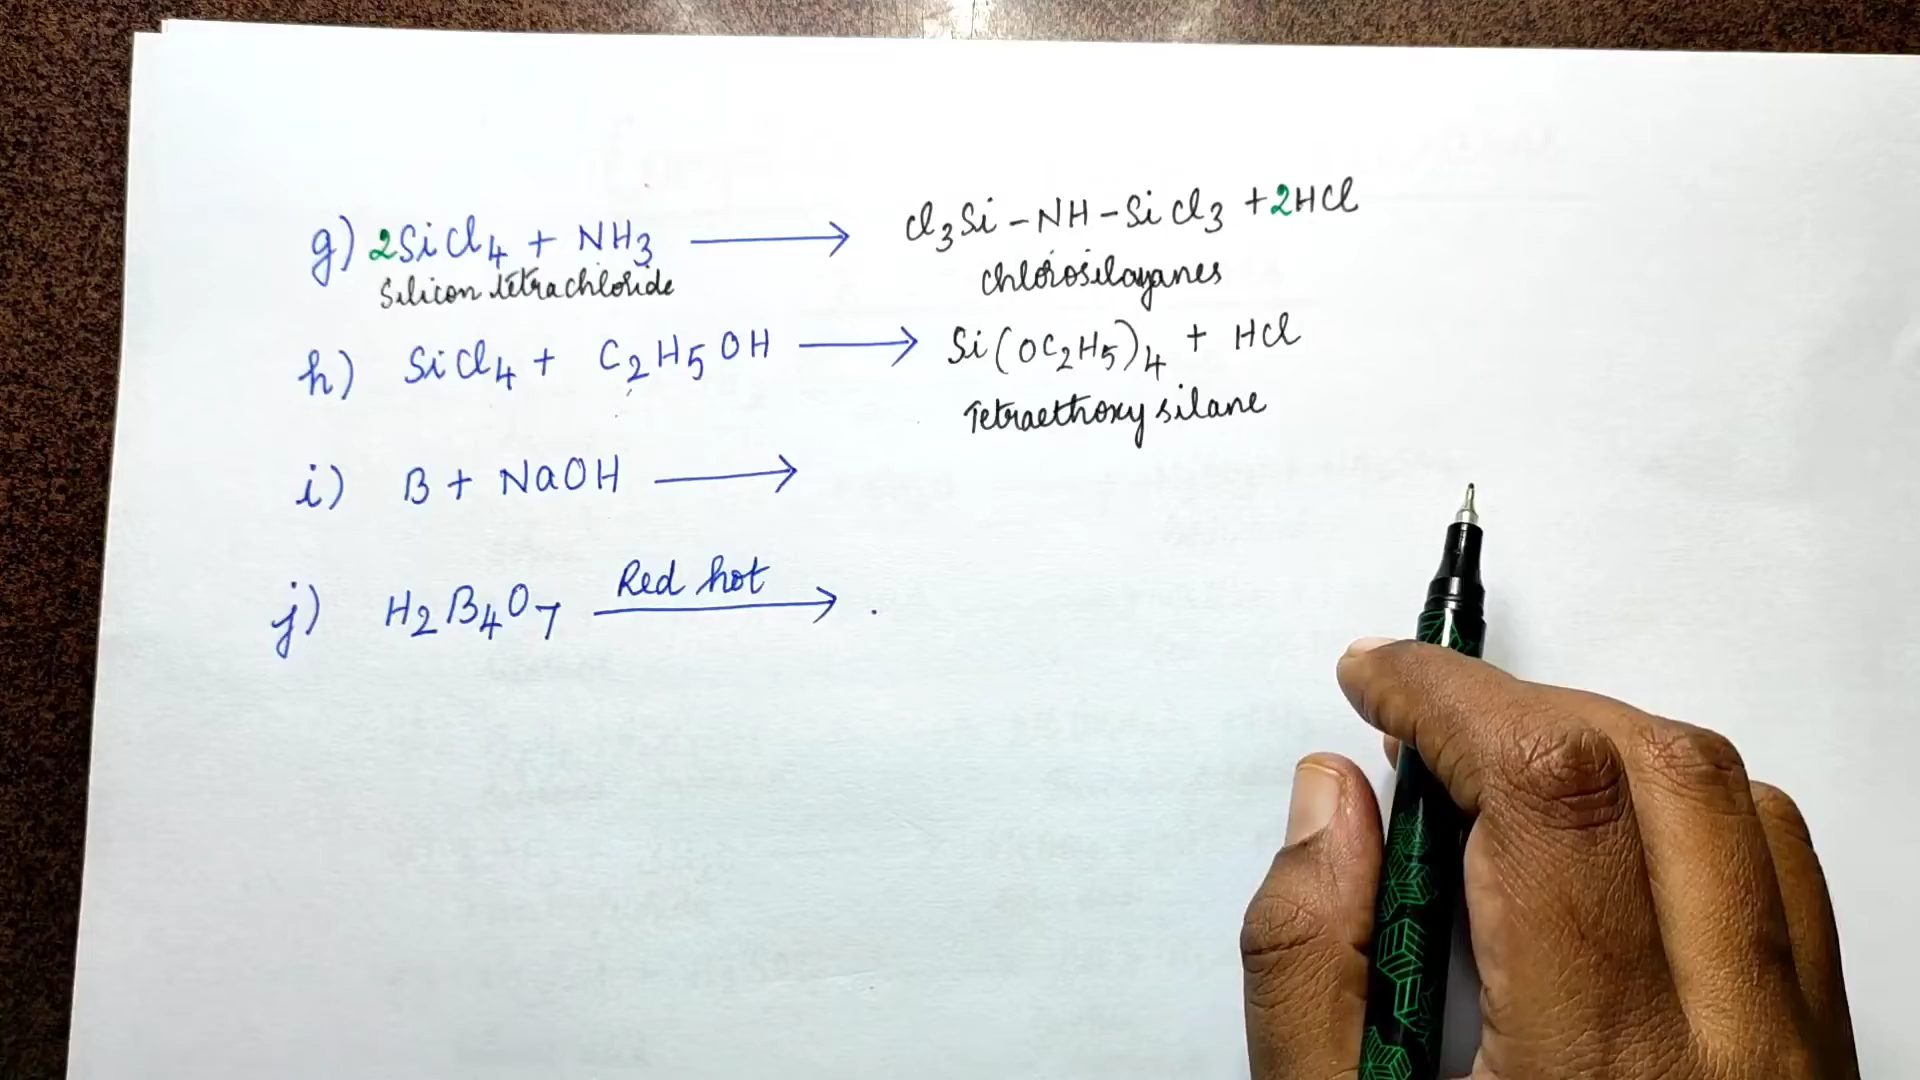 g) 2SiCl4 + NH3 ⟶ Cl3Si – NH – SiCl3 + 2HCl
Silicon tetrachloride chlorosilazanes
h) SiCl4 + C2H5OH ⟶ Si(OC2H5)4 + HCl
Tetraethoxy silane
i) B + NaOH ⟶
j) H2B4O7 Red hot ⟶ .